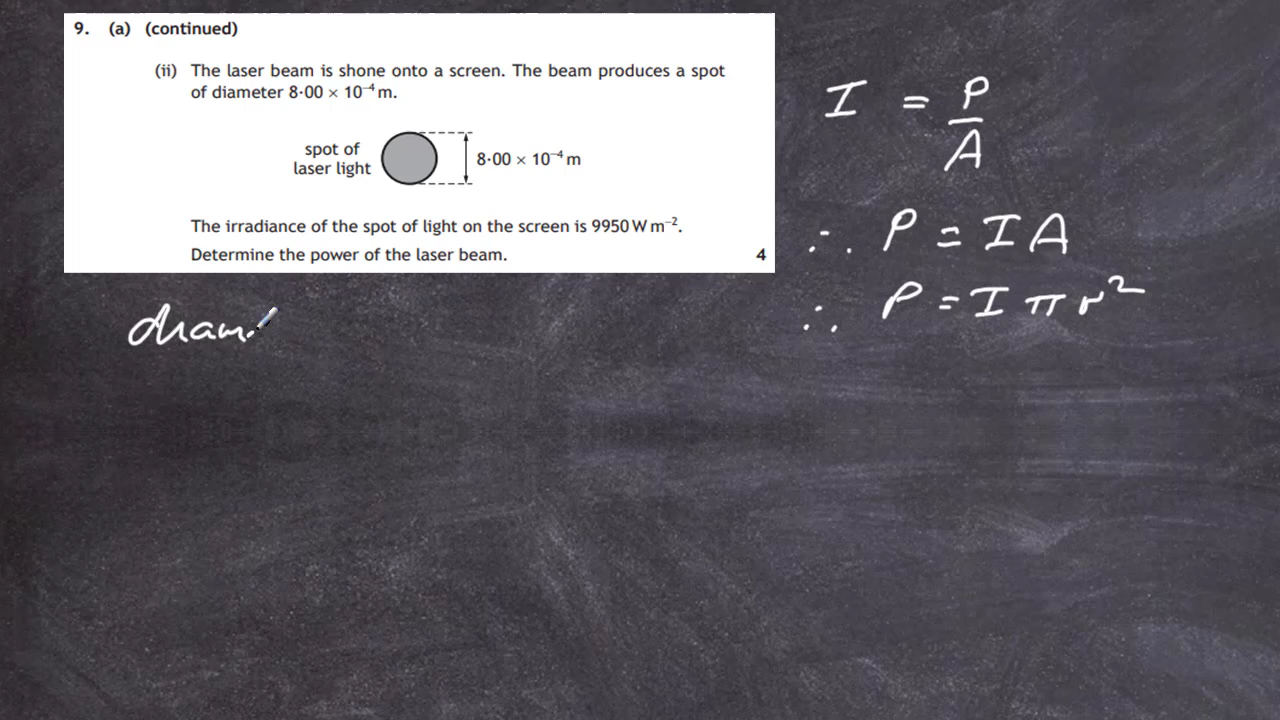 9. (a) (continued)
(ii) The laser beam is shone onto a screen. The beam produces a spot
of diameter 8·00 × 10⁻⁴ m.
spot of
laser light
8·00 × 10⁻⁴ m
The irradiance of the spot of light on the screen is 9950 W m⁻².
Determine the power of the laser beam.
4
I = P/A
∴ P = I A
∴ P = I π r²
diam